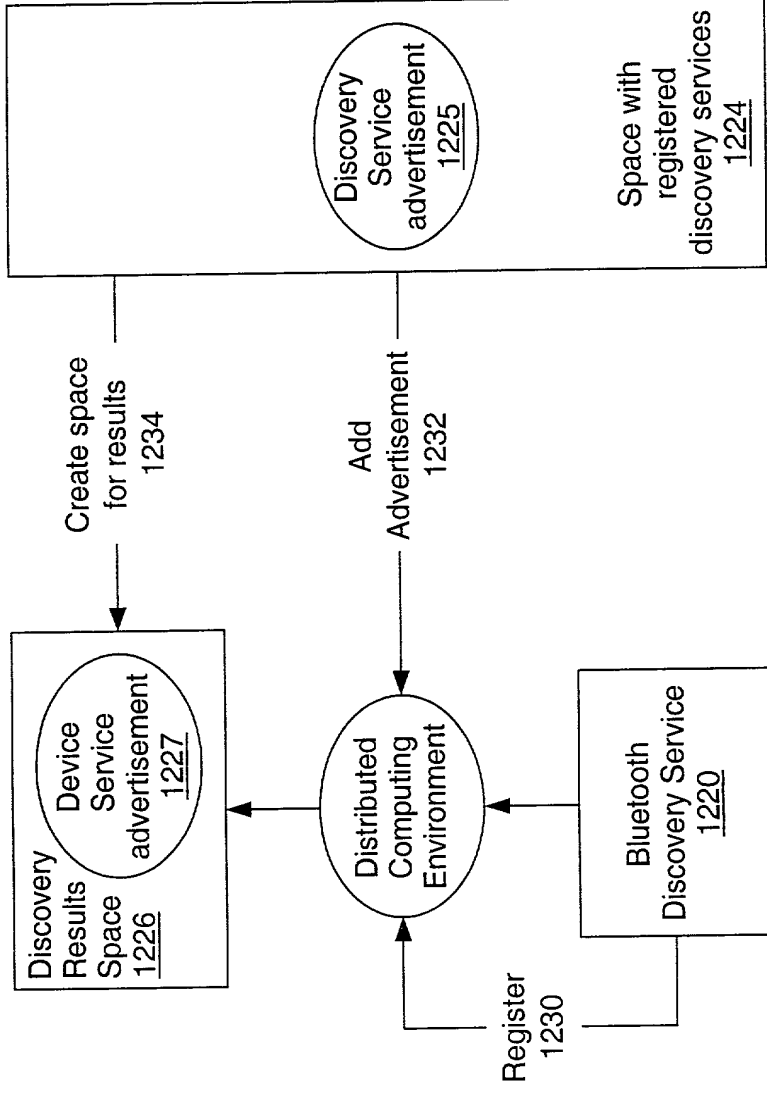 Discovery
Results
Space
1226
Device
Service
advertisement
1227
Create space
for results
1234
Discovery
Service
advertisement
1225
Space with
registered
discovery services
1224
Distributed
Computing
Environment
Add
Advertisement
1232
Register
1230
Bluetooth
Discovery Service
1220